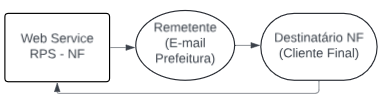 Web Service
RPS - NF
Remetente
(E-mail
Prefeitura)
Destinatário NF
(Cliente Final)